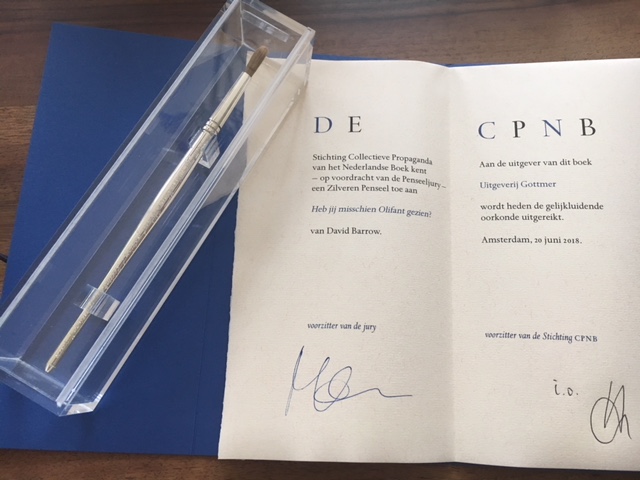 DE
Stichting Collectieve Propaganda
van het Nederlandse Boek kent
– op voordracht van de Penseeljury –
een Zilveren Penseel toe aan
Heb jij misschien Olifant gezien?
van David Barrow.
voorzitter van de jury
CPNB
Aan de uitgever van dit boek
Uitgeverij Gottmer
wordt heden de gelijkluidende
oorkonde uitgereikt.
Amsterdam, 20 juni 2018.
voorzitter van de Stichting CPNB
i.o.